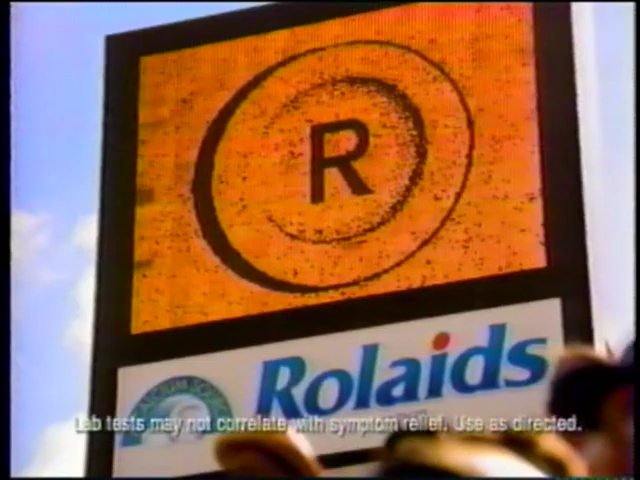 R
Rolaids
Lab tests may not correlate with symptom relief. Use as directed.